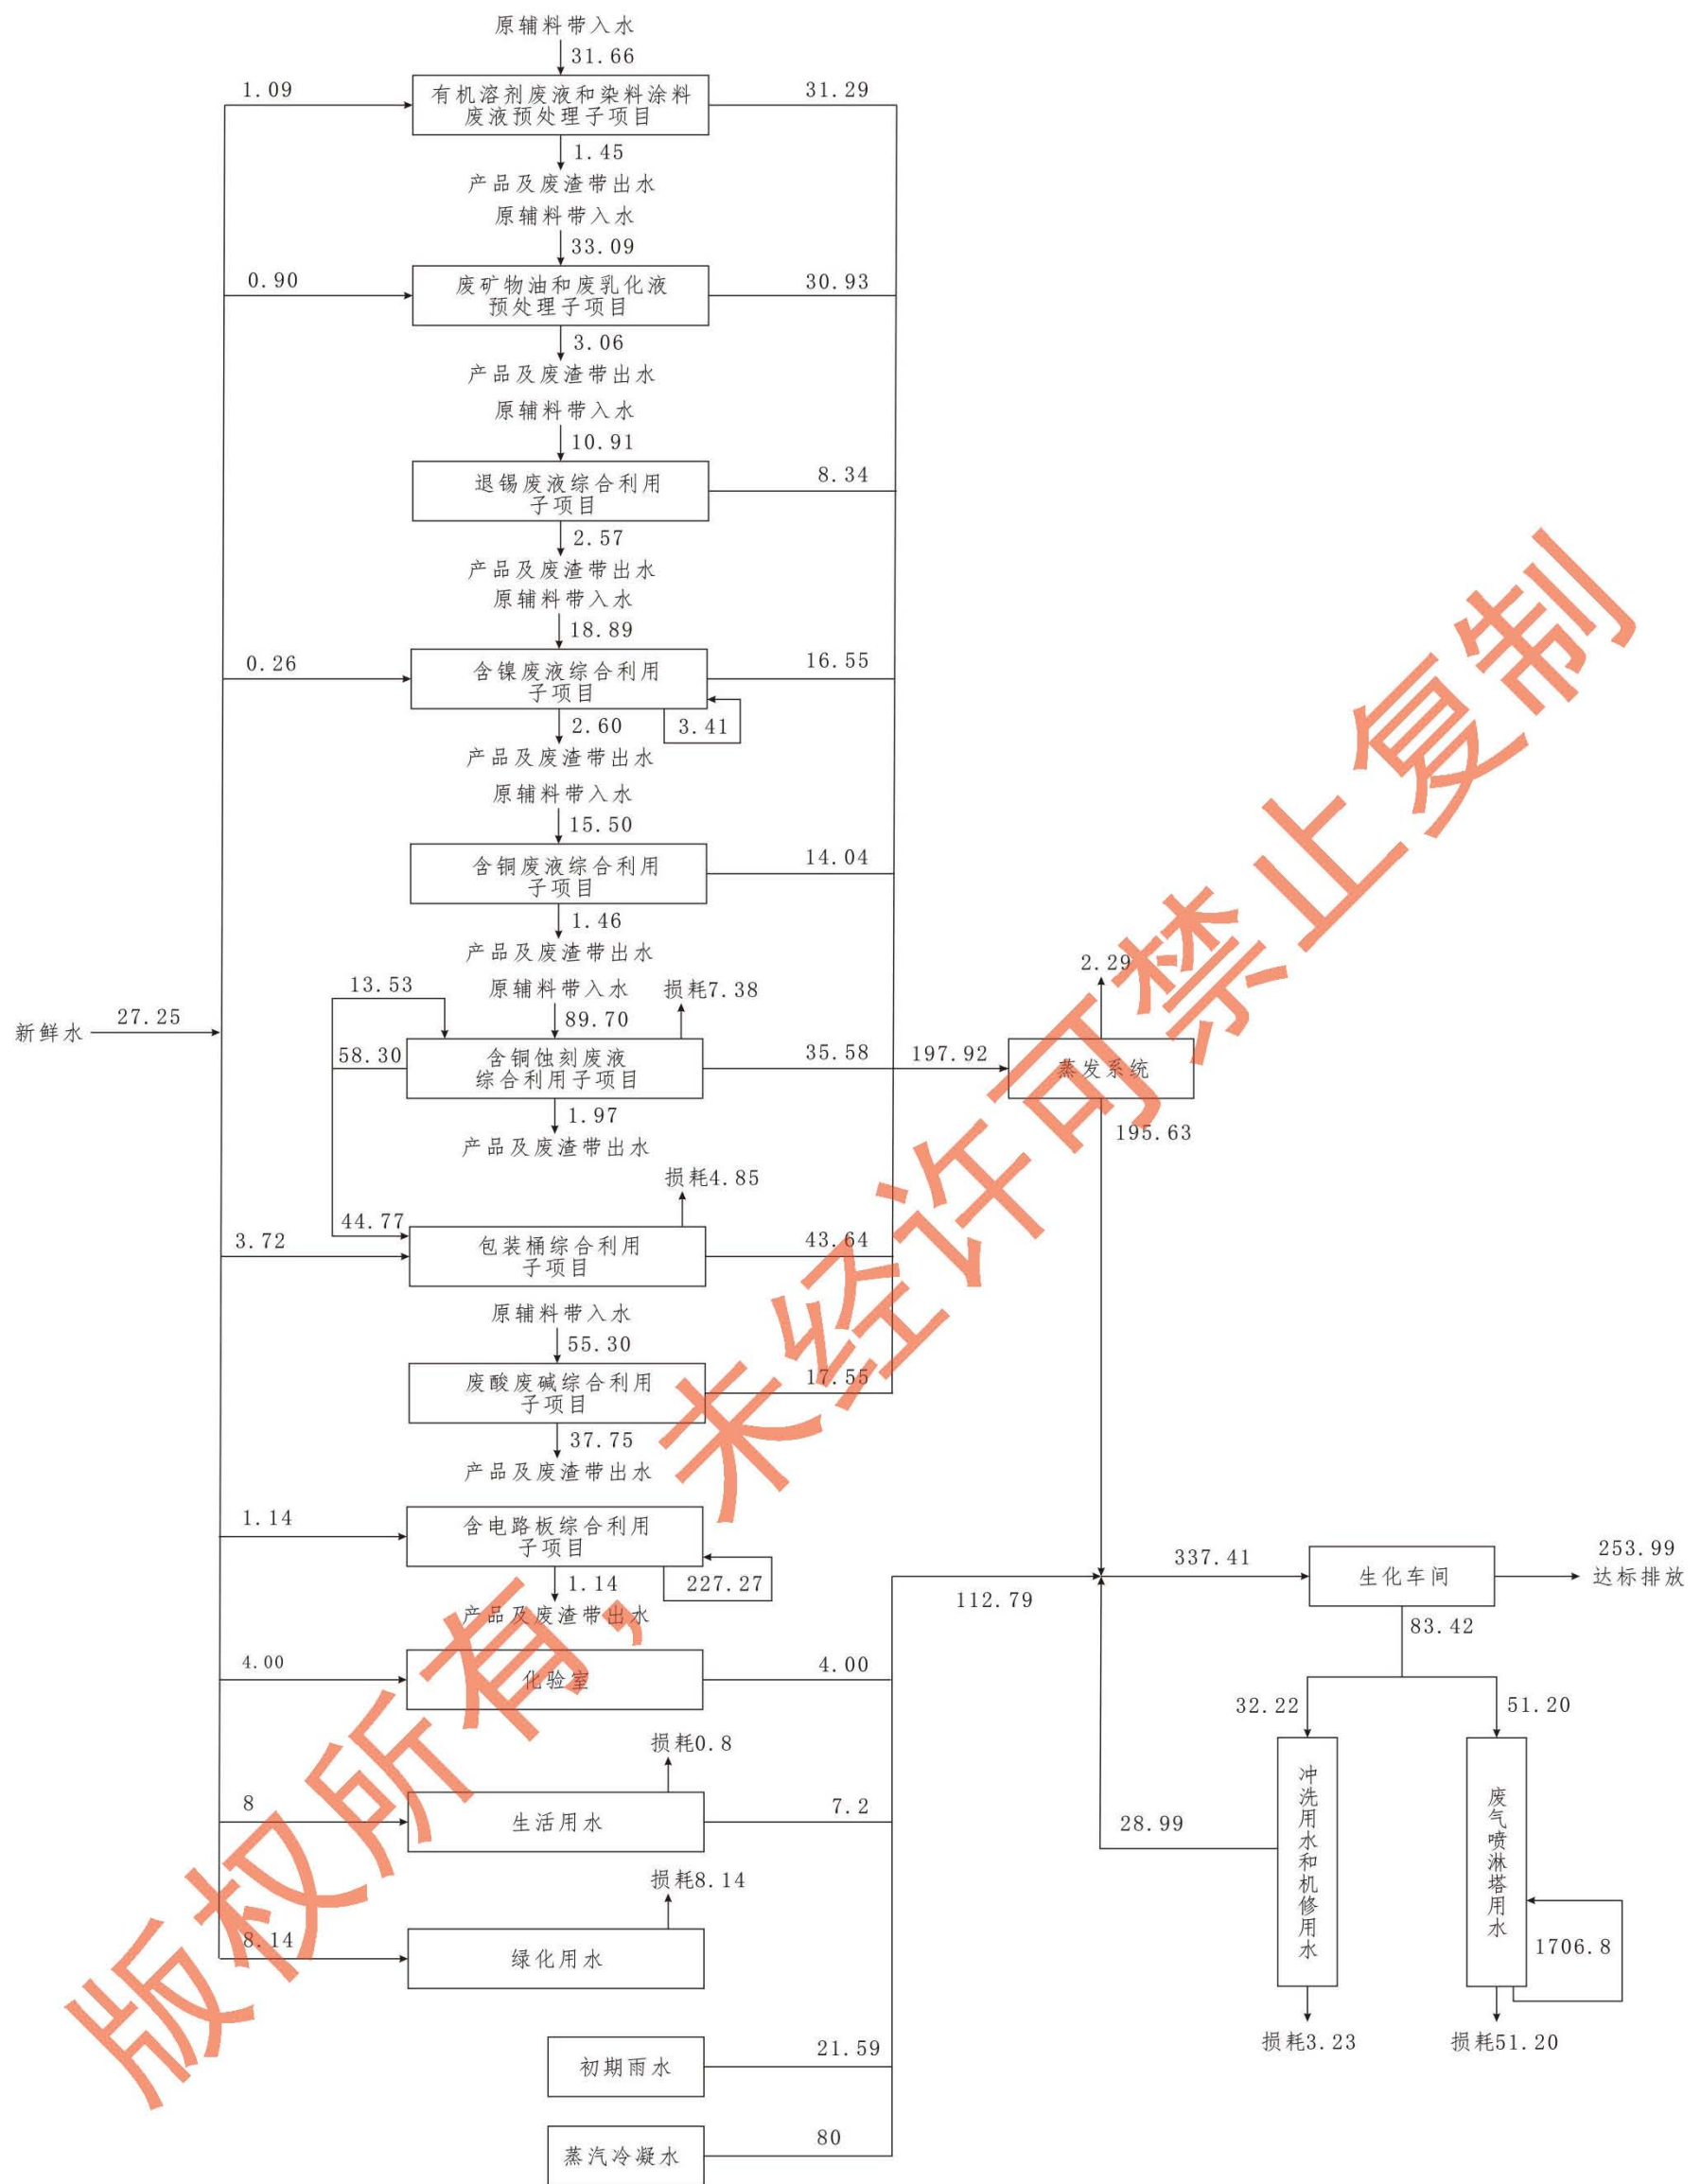 原辅料带入水
31.66
1.09
有机溶剂废液和染料涂料
废液预处理子项目
31.29
1.45
产品及废渣带出水
原辅料带入水
33.09
0.90
废矿物油和废乳化液
预处理子项目
30.93
3.06
产品及废渣带出水
原辅料带入水
10.91
退锡废液综合利用
子项目
8.34
2.57
产品及废渣带出水
原辅料带入水
18.89
0.26
含镍废液综合利用
子项目
16.55
2.60
3.41
产品及废渣带出水
原辅料带入水
15.50
含铜废液综合利用
子项目
14.04
1.46
产品及废渣带出水
13.53
原辅料带入水
损耗7.38
89.70
2.29
新鲜水
27.25
58.30
含铜蚀刻废液
综合利用子项目
35.58
197.92
蒸发系统
1.97
195.63
产品及废渣带出水
损耗4.85
44.77
3.72
包装桶综合利用
子项目
43.64
原辅料带入水
55.30
废酸废碱综合利用
子项目
17.55
37.75
产品及废渣带出水
1.14
含电路板综合利用
子项目
1.14
227.27
产品及废渣带出水
112.79
337.41
生化车间
253.99
达标排放
83.42
4.00
化验室
4.00
32.22
51.20
损耗0.8
8
生活用水
7.2
28.99
冲洗用水和机修用水
废气喷淋塔用水
1706.8
损耗8.14
8.14
绿化用水
损耗3.23
损耗51.20
初期雨水
21.59
蒸汽冷凝水
80
版权所有，未经许可禁止复制